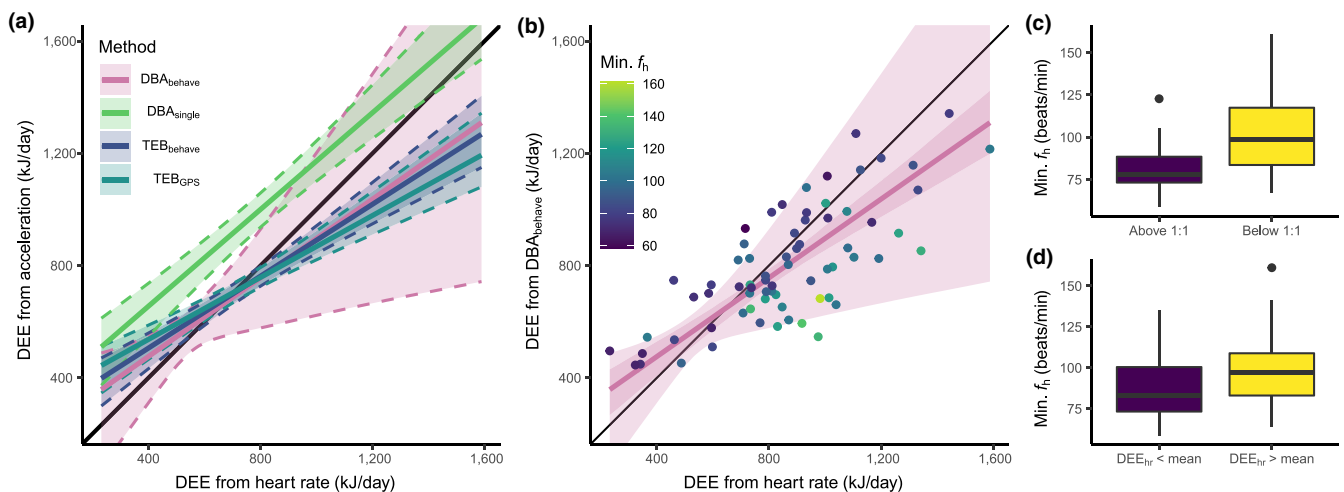 (a)
DEE from acceleration (kJ/day)
1,600
1,200
800
400
Method
DBAbehave
DBAsingle
TEBbehave
TEBGPS
400
800
1,200
1,600
DEE from heart rate (kJ/day)
(b)
DEE from DBAbehave (kJ/day)
1,600
1,200
800
400
Min. fh
160
140
120
100
80
60
400
800
1,200
1,600
DEE from heart rate (kJ/day)
(c)
Min. fh (beats/min)
150
125
100
75
Above 1:1
Below 1:1
(d)
Min. fh (beats/min)
150
125
100
75
DEEhr < mean
DEEhr > mean